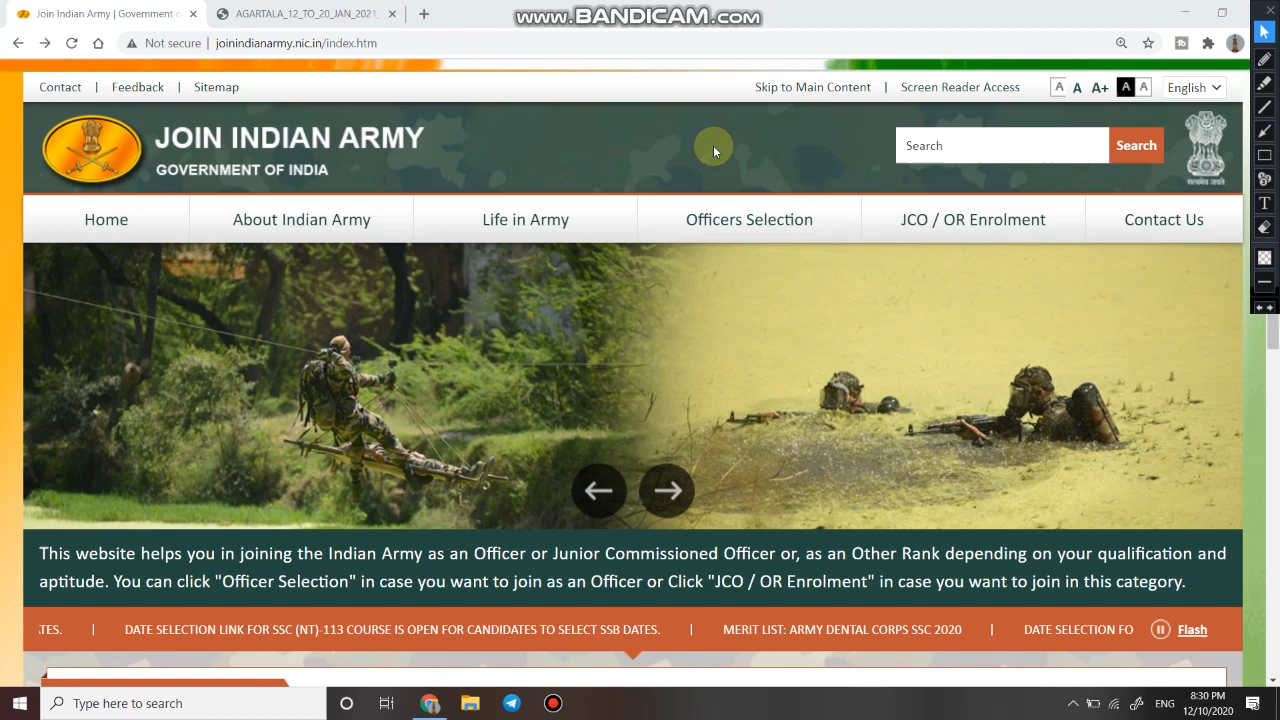 Join Indian Army | Government o
AGARTALA_12_TO_20_JAN_2021_
www.BANDICAM.com
Not secure | joinindianarmy.nic.in/index.htm
Contact | Feedback | Sitemap
Skip to Main Content | Screen Reader Access
A A A+ A A English
JOIN INDIAN ARMY
GOVERNMENT OF INDIA
Search Search
सत्यमेव जयते
Home About Indian Army Life in Army Officers Selection JCO / OR Enrolment Contact Us
This website helps you in joining the Indian Army as an Officer or Junior Commissioned Officer or, as an Other Rank depending on your qualification and
aptitude. You can click "Officer Selection" in case you want to join as an Officer or Click "JCO / OR Enrolment" in case you want to join in this category.
TES. | DATE SELECTION LINK FOR SSC (NT)-113 COURSE IS OPEN FOR CANDIDATES TO SELECT SSB DATES. | MERIT LIST: ARMY DENTAL CORPS SSC 2020 | DATE SELECTION FO Flash
Type here to search
ENG
8:30 PM
12/10/2020
T